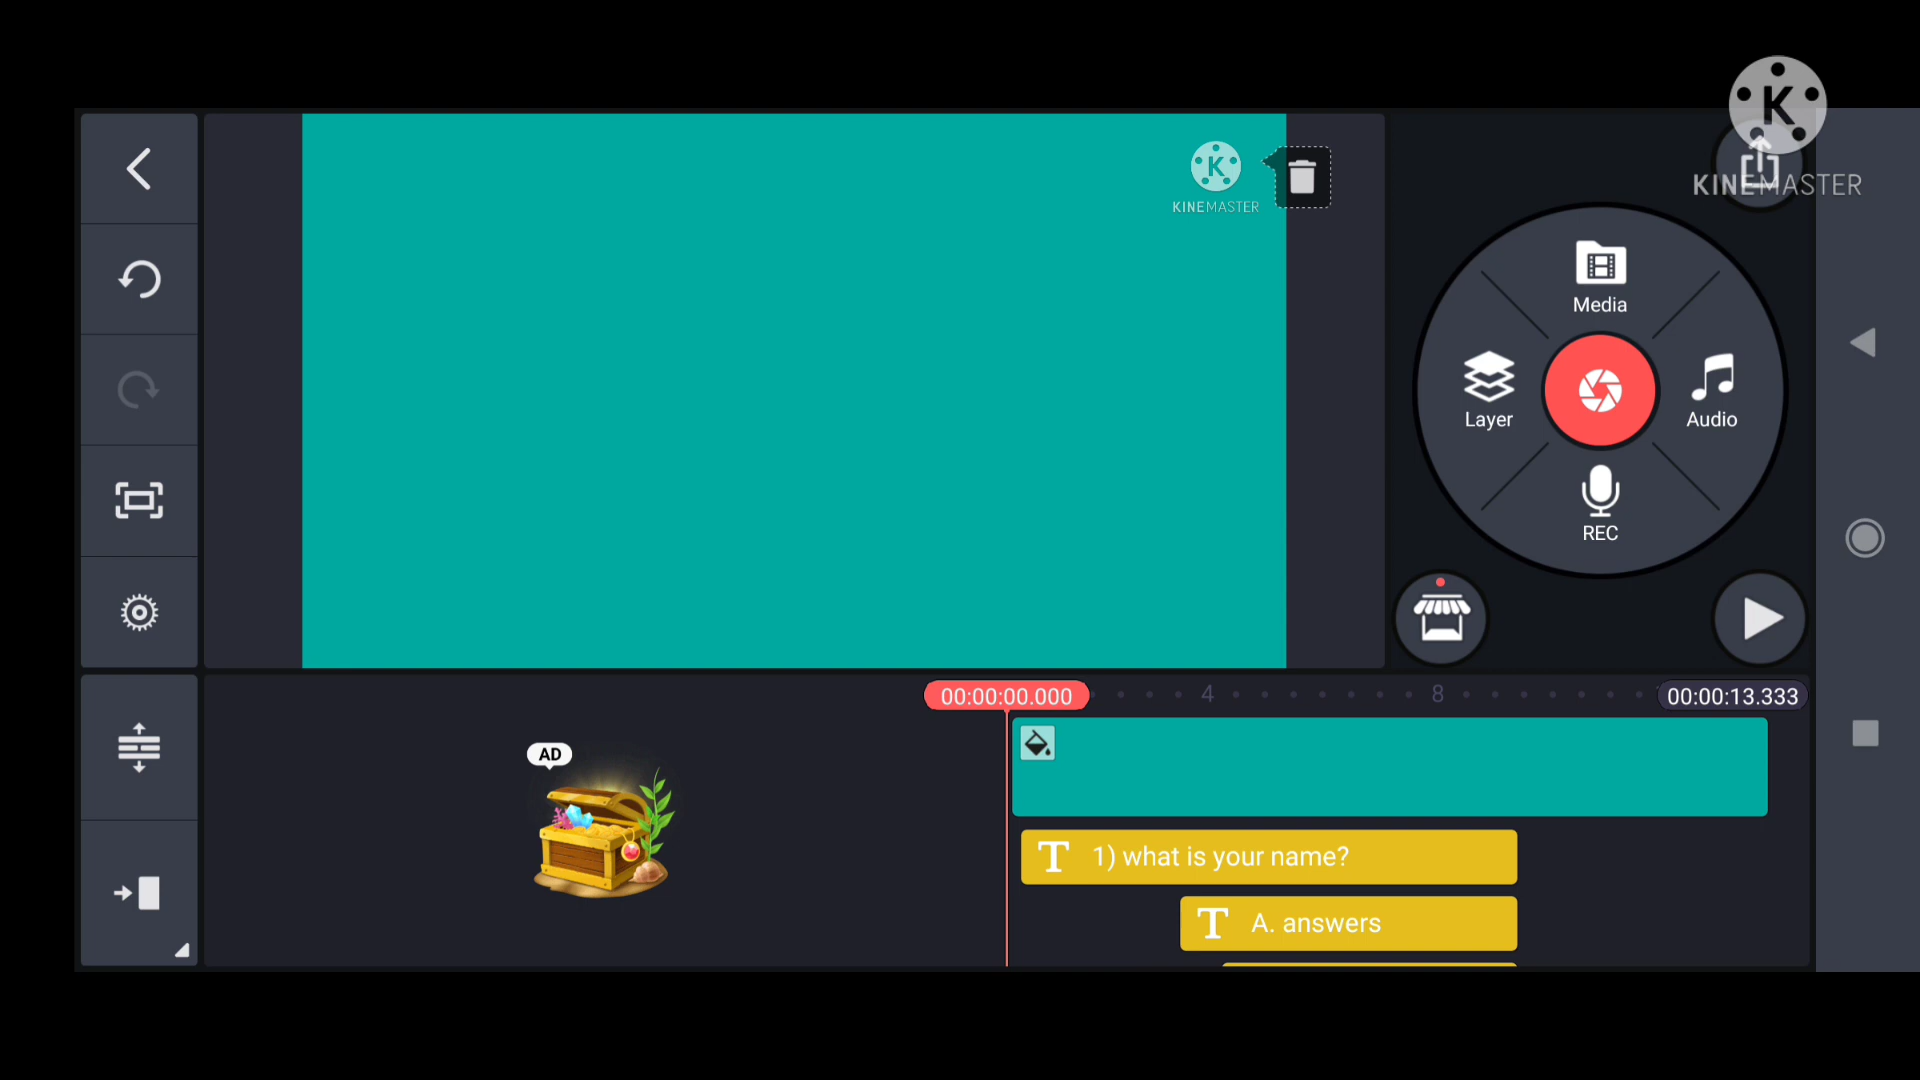 K
KINEMASTER
K
KINEMASTER
Media
Layer
Audio
REC
00:00:00.000
4
8
00:00:13.333
AD
T 1) what is your name?
T A. answers